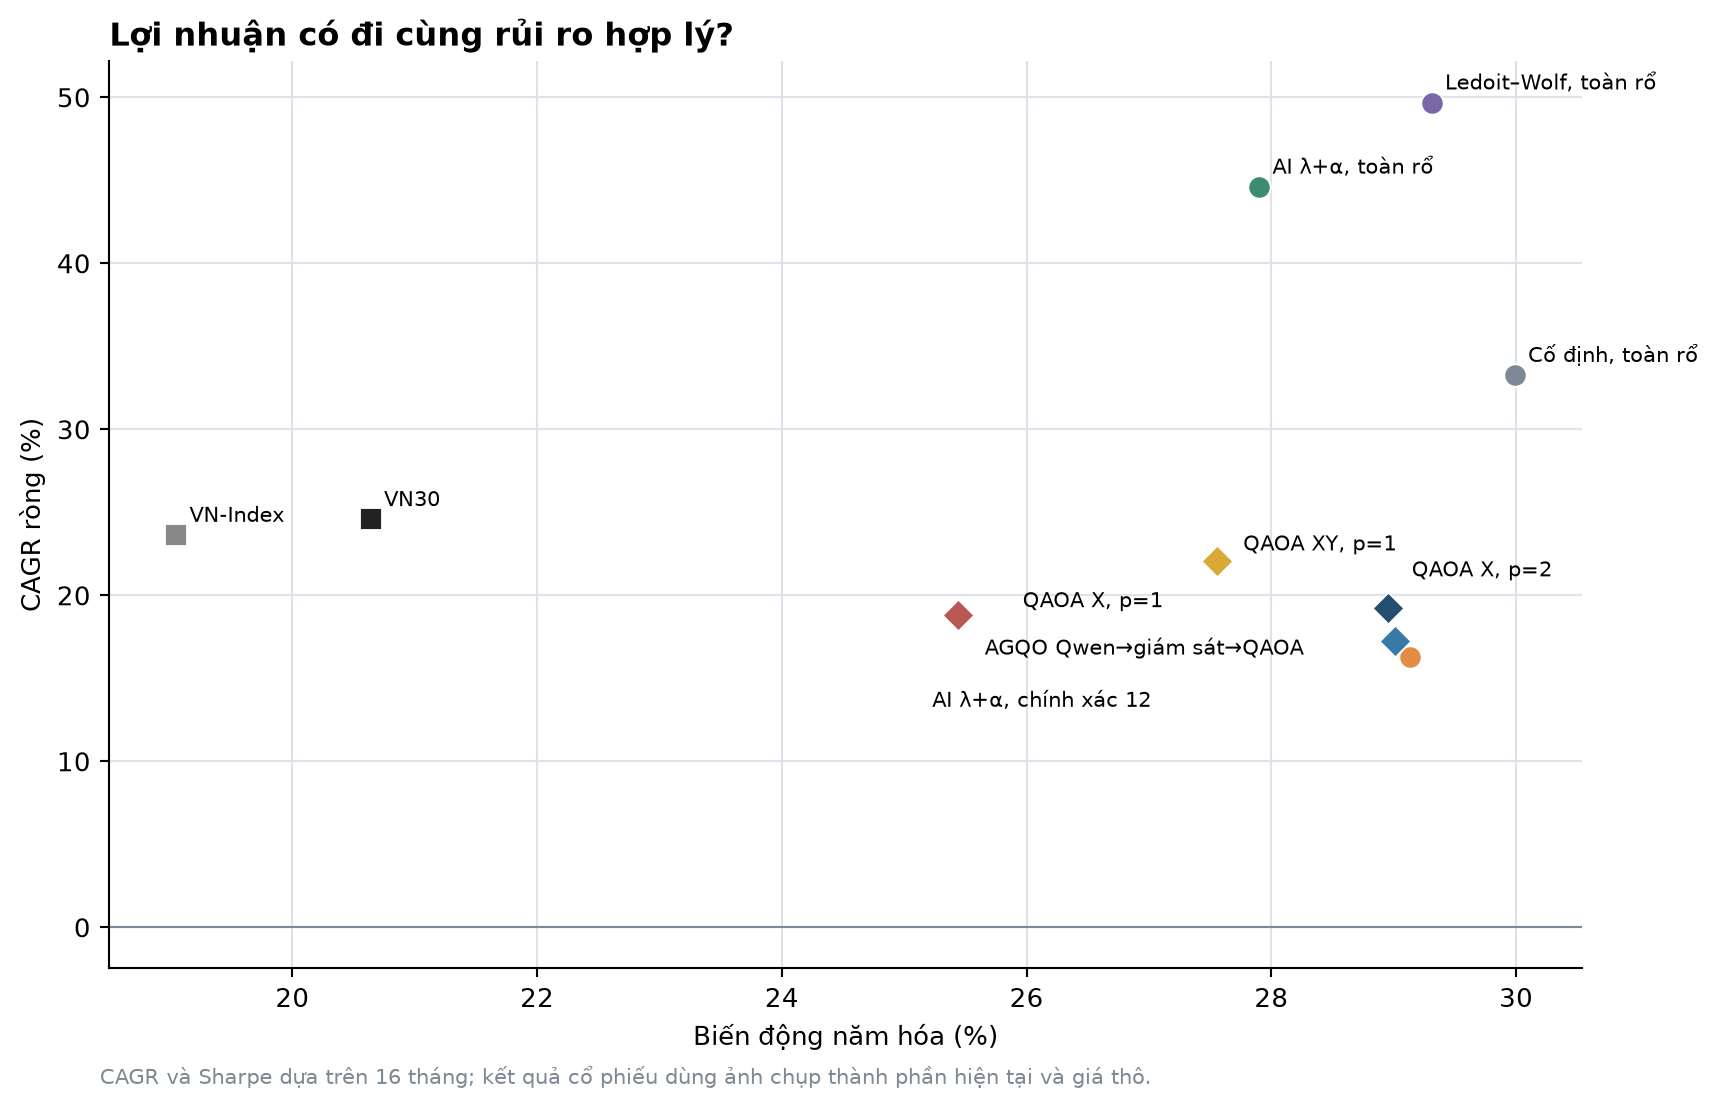 Lợi nhuận có đi cùng rủi ro hợp lý?
CAGR ròng (%)
50
40
30
20
10
0
Ledoit–Wolf, toàn rổ
AI λ+α, toàn rổ
Cố định, toàn rổ
VN30
VN-Index
QAOA XY, p=1
QAOA X, p=2
QAOA X, p=1
AGQO Qwen→giám sát→QAOA
AI λ+α, chính xác 12
20
22
24
26
28
30
Biến động năm hóa (%)
CAGR và Sharpe dựa trên 16 tháng; kết quả cổ phiếu dùng ảnh chụp thành phần hiện tại và giá thô.